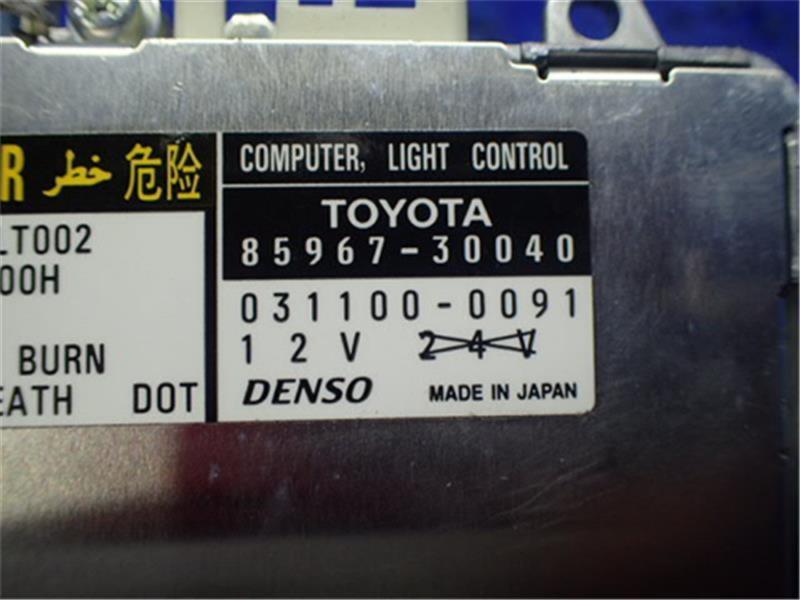 R خطر 危险
LT002
00H
BURN
EATH DOT
COMPUTER, LIGHT CONTROL
TOYOTA
85967-30040
031100-0091
12V 24V
DENSO MADE IN JAPAN